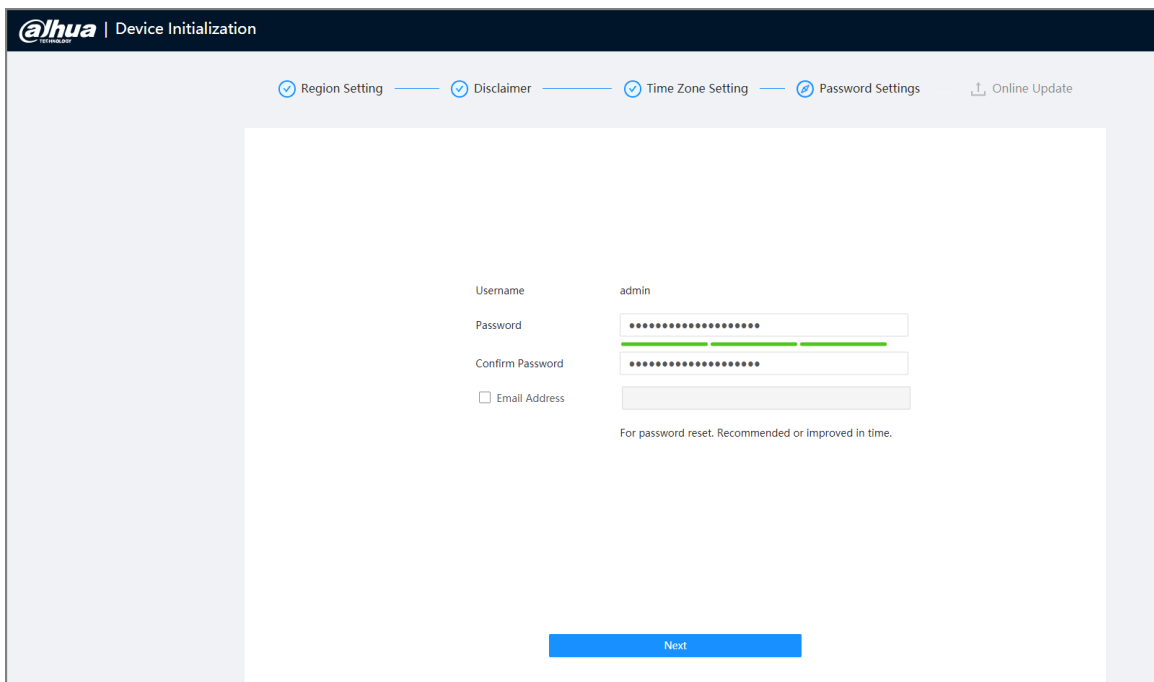 alhua | Device Initialization
TECHNOLOGY
Region Setting Disclaimer Time Zone Setting Password Settings Online Update
Username admin
Password ••••••••••••••••••••
Confirm Password ••••••••••••••••••••
Email Address
For password reset. Recommended or improved in time.
Next